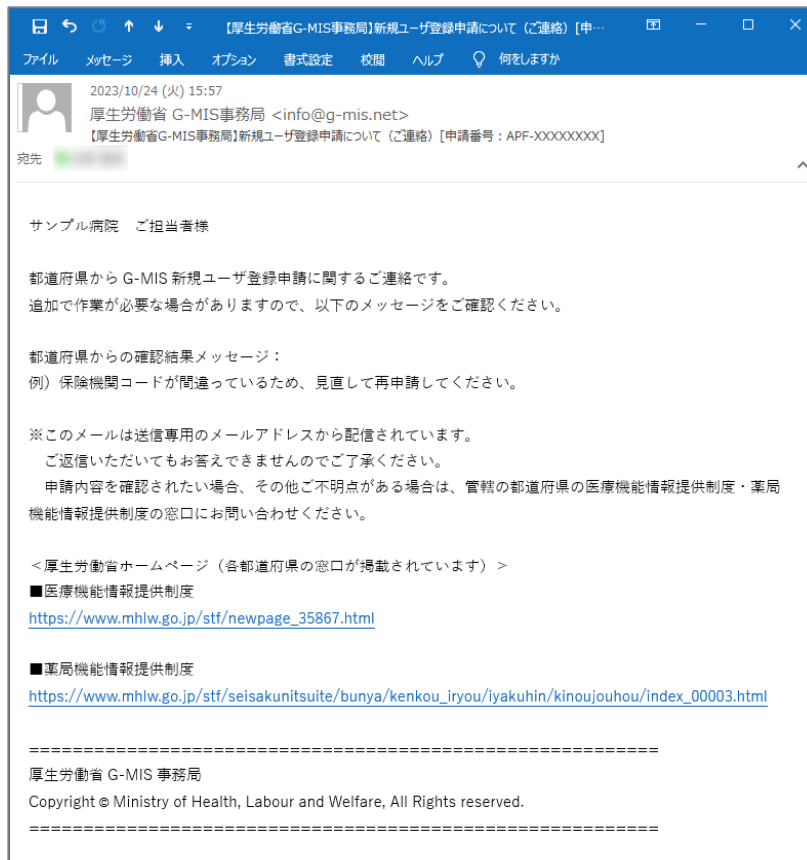 【厚生労働省G-MIS事務局】新規ユーザ登録申請について（ご連絡）[申…
ファイル メッセージ 挿入 オプション 書式設定 校閲 ヘルプ 何をしますか
2023/10/24 (火) 15:57
厚生労働省 G-MIS事務局 <info@g-mis.net>
【厚生労働省G-MIS事務局】新規ユーザ登録申請について（ご連絡）[申請番号：APF-XXXXXXXX]
宛先
サンプル病院　ご担当者様
都道府県から G-MIS 新規ユーザ登録申請に関するご連絡です。
追加で作業が必要な場合がありますので、以下のメッセージをご確認ください。
都道府県からの確認結果メッセージ：
例）保険機関コードが間違っているため、見直して再申請してください。
※このメールは送信専用のメールアドレスから配信されています。
ご返信いただいてもお答えできませんのでご了承ください。
申請内容を確認されたい場合、その他ご不明点がある場合は、管轄の都道府県の医療機能情報提供制度・薬局
機能情報提供制度の窓口にお問い合わせください。
＜厚生労働省ホームページ（各都道府県の窓口が掲載されています）＞
■医療機能情報提供制度
https://www.mhlw.go.jp/stf/newpage_35867.html
■薬局機能情報提供制度
https://www.mhlw.go.jp/stf/seisakunitsuite/bunya/kenkou_iryou/iyakuhin/kinoujouhou/index_00003.html
==========================================================
厚生労働省 G-MIS 事務局
Copyright © Ministry of Health, Labour and Welfare, All Rights reserved.
==========================================================